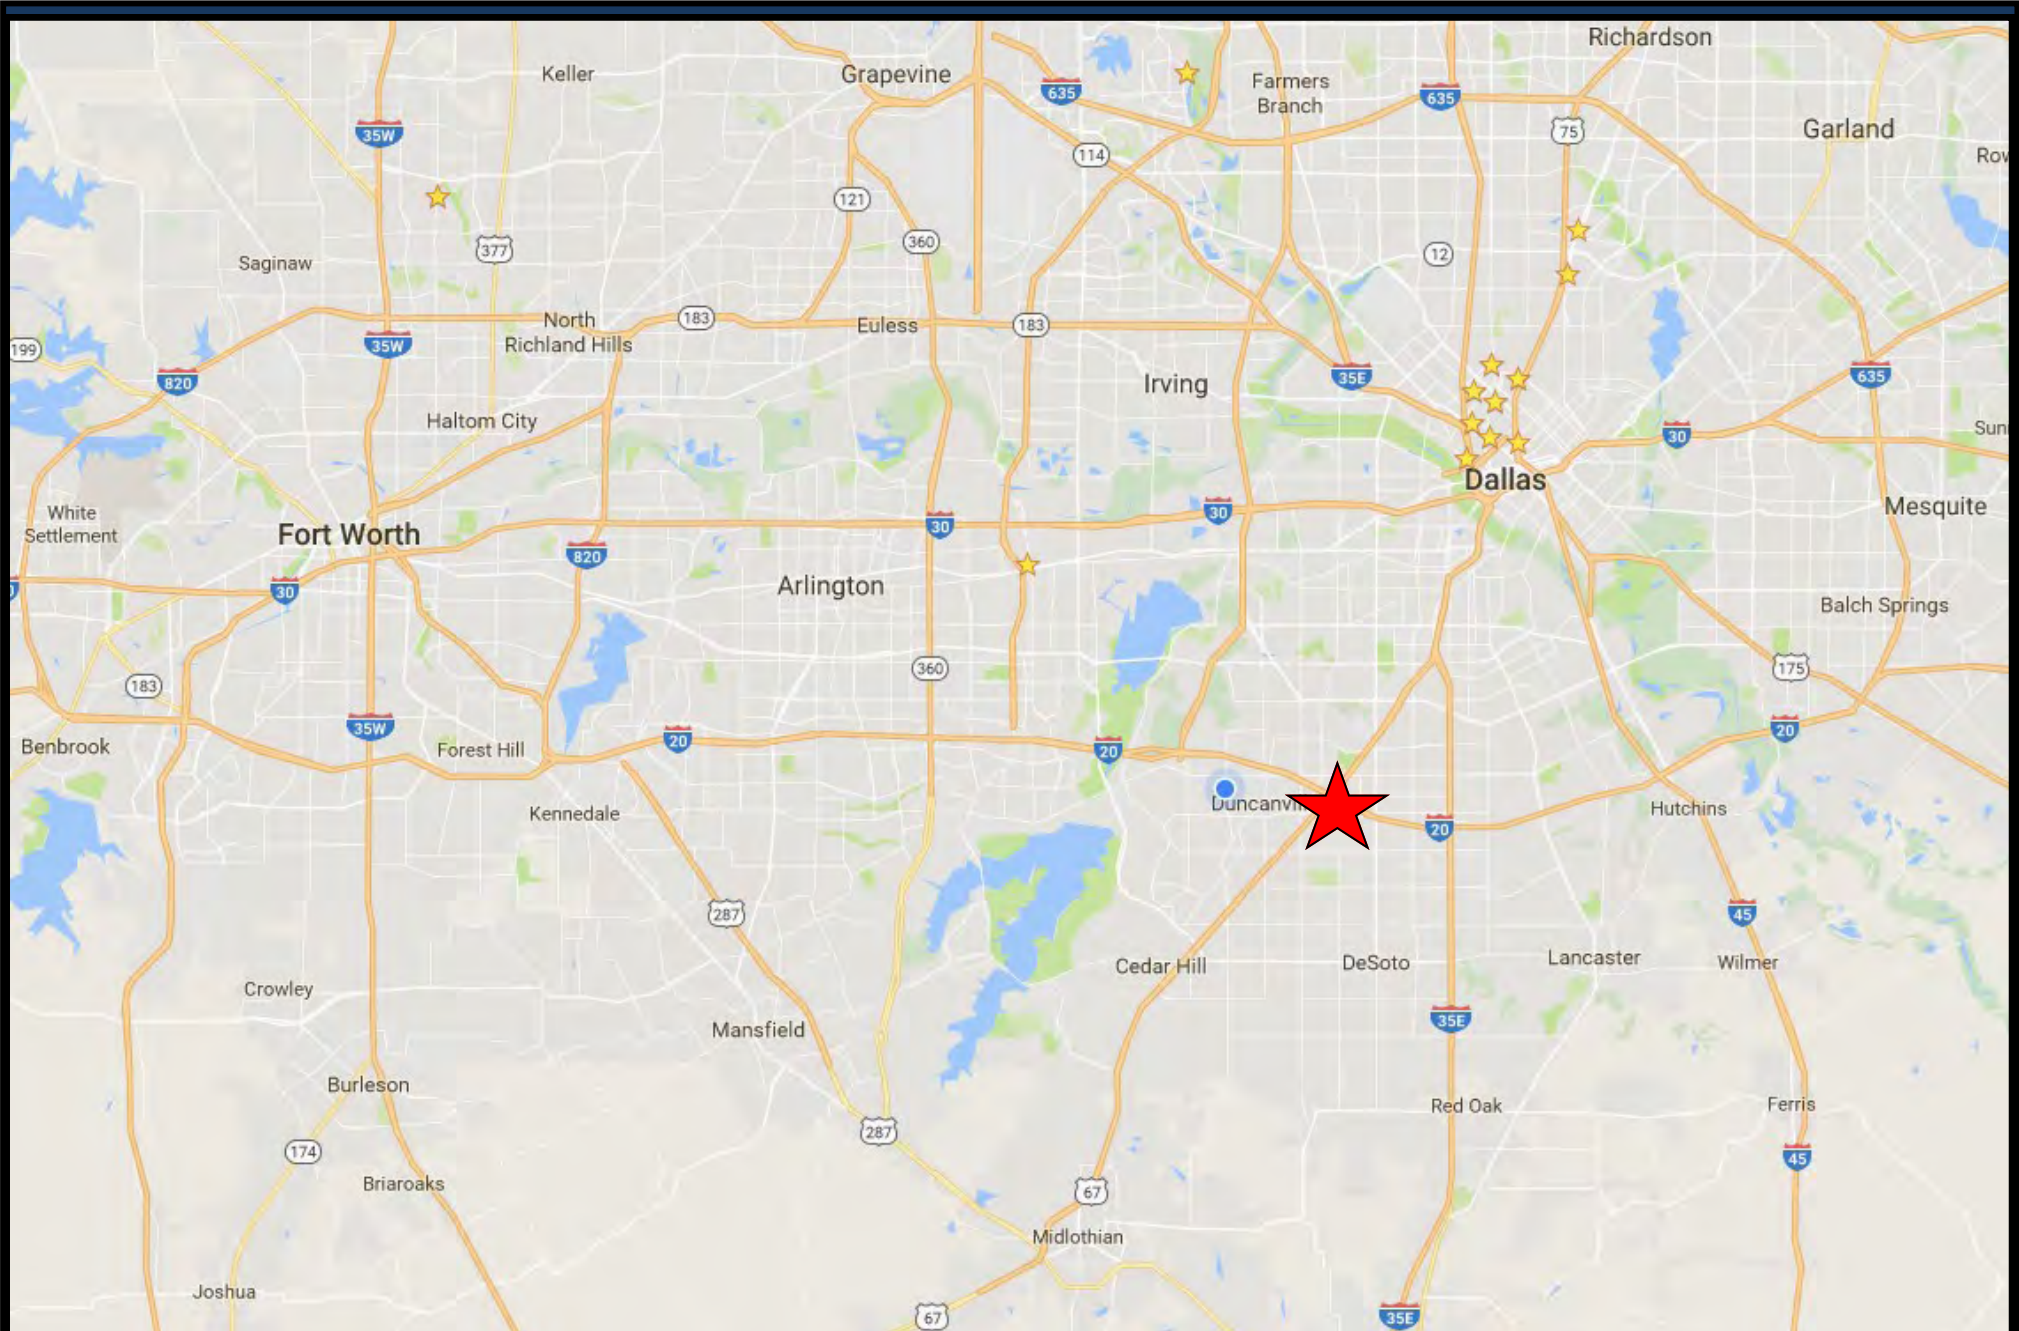 Richardson
Keller
Grapevine
Farmers
Branch
635
635
35W
75
Garland
114
Rov
121
377
360
12
Saginaw
183
North
Richland Hills
Euless
183
199
35W
820
Irving
35E
635
Haltom City
30
Sun
Dallas
White
Settlement
Fort Worth
30
30
Mesquite
820
30
Arlington
Balch Springs
360
175
183
35W
20
20
20
Benbrook
Forest Hill
Duncanvi
Kennedale
20
Hutchins
287
45
Cedar Hill
DeSoto
Lancaster
Wilmer
Crowley
Mansfield
35E
Burleson
Red Oak
Ferris
287
174
45
Briaroaks
67
Midlothian
Joshua
67
35E